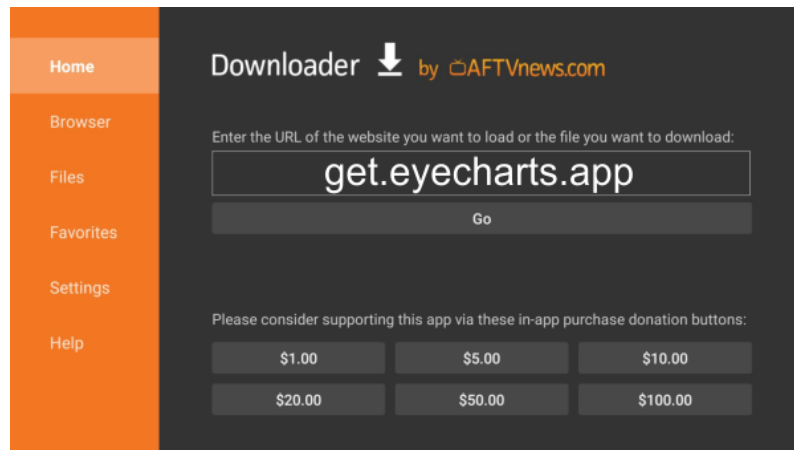 Home
Browser
Files
Favorites
Settings
Help
Downloader by AFTVnews.com
Enter the URL of the website you want to load or the file you want to download:
get.eyecharts.app
Go
Please consider supporting this app via these in-app purchase donation buttons:
$1.00 $5.00 $10.00
$20.00 $50.00 $100.00